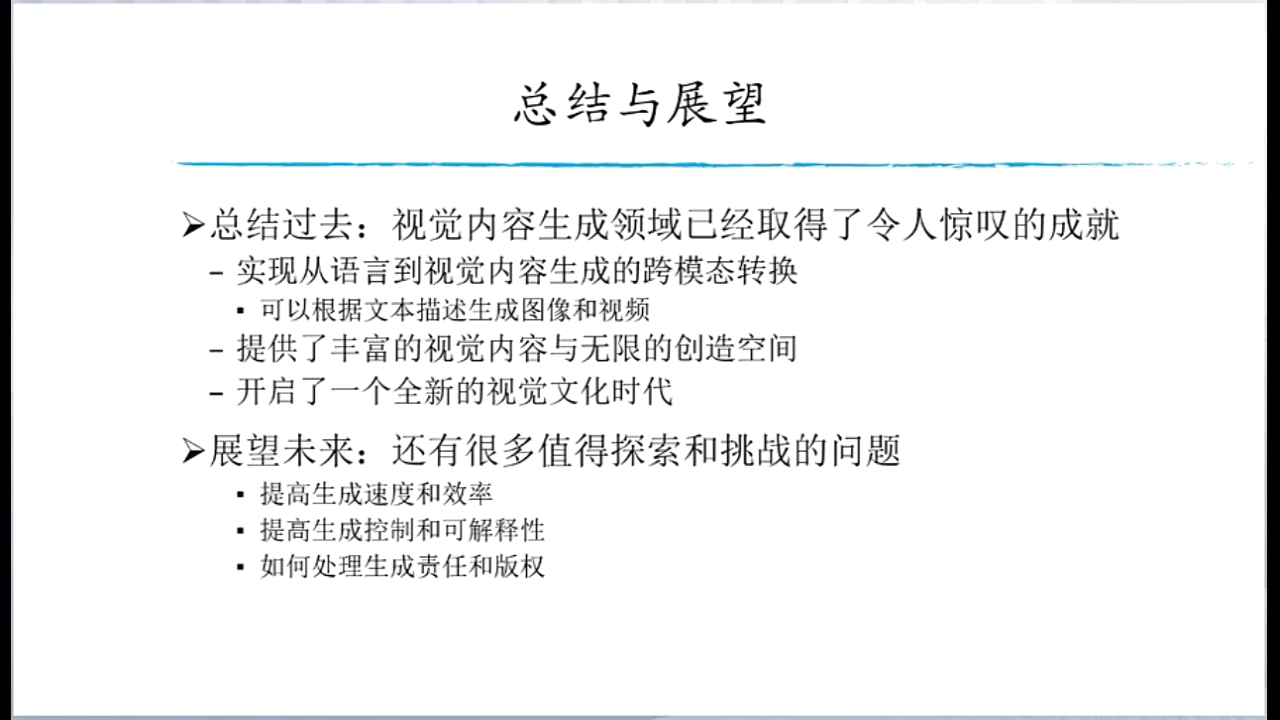 总结与展望
➢总结过去：视觉内容生成领域已经取得了令人惊叹的成就
– 实现从语言到视觉内容生成的跨模态转换
▪ 可以根据文本描述生成图像和视频
– 提供了丰富的视觉内容与无限的创造空间
– 开启了一个全新的视觉文化时代
➢展望未来：还有很多值得探索和挑战的问题
▪ 提高生成速度和效率
▪ 提高生成控制和可解释性
▪ 如何处理生成责任和版权